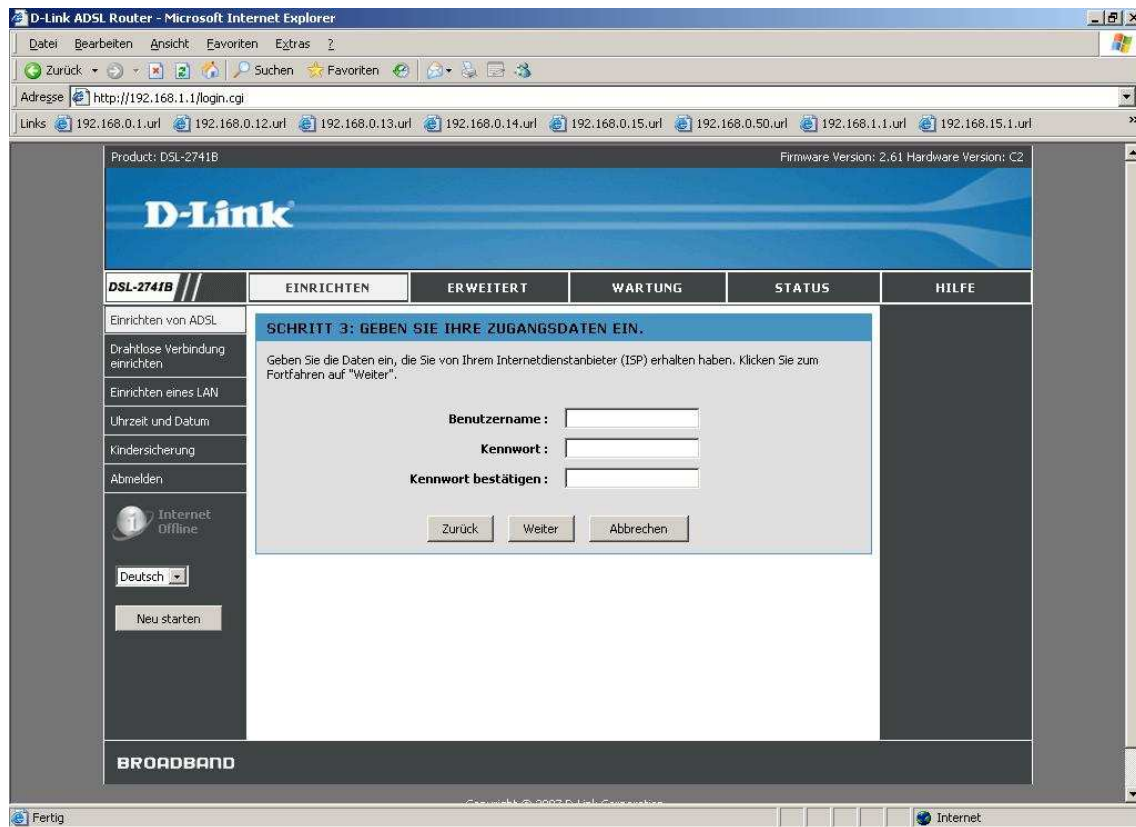 D-Link ADSL Router - Microsoft Internet Explorer
Datei Bearbeiten Ansicht Favoriten Extras ?
Zurück Suchen Favoriten
Adresse http://192.168.1.1/login.cgi
Links 192.168.0.1.url 192.168.0.12.url 192.168.0.13.url 192.168.0.14.url 192.168.0.15.url 192.168.0.50.url 192.168.1.1.url 192.168.15.1.url »
Product: DSL-2741B Firmware Version: 2.61 Hardware Version: C2
D-Link
DSL-2741B EINRICHTEN ERWEITERT WARTUNG STATUS HILFE
Einrichten von ADSL
Drahtlose Verbindung
einrichten
Einrichten eines LAN
Uhrzeit und Datum
Kindersicherung
Abmelden
Internet
Offline
Deutsch
Neu starten
SCHRITT 3: GEBEN SIE IHRE ZUGANGSDATEN EIN.
Geben Sie die Daten ein, die Sie von Ihrem Internetdienstanbieter (ISP) erhalten haben. Klicken Sie zum
Fortfahren auf "Weiter".
Benutzername :
Kennwort :
Kennwort bestätigen :
Zurück Weiter Abbrechen
BROADBAND
Copyright © 2007 D-Link Corporation
Fertig Internet